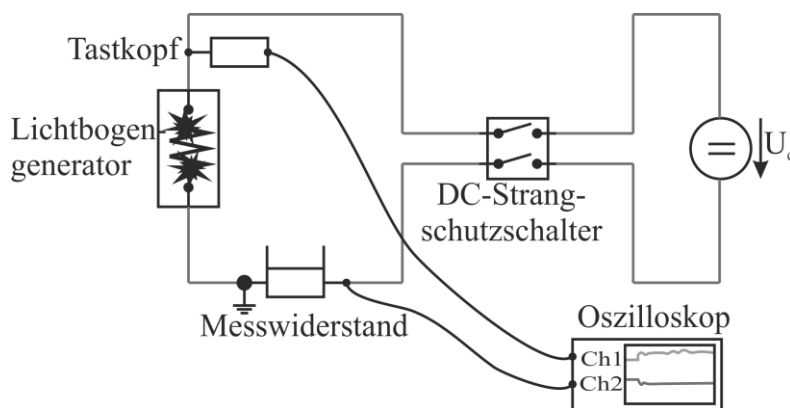 Tastkopf
Lichtbogen
generator
DC-Strang-
schutzschalter
Messwiderstand
Oszilloskop
Ch1
Ch2